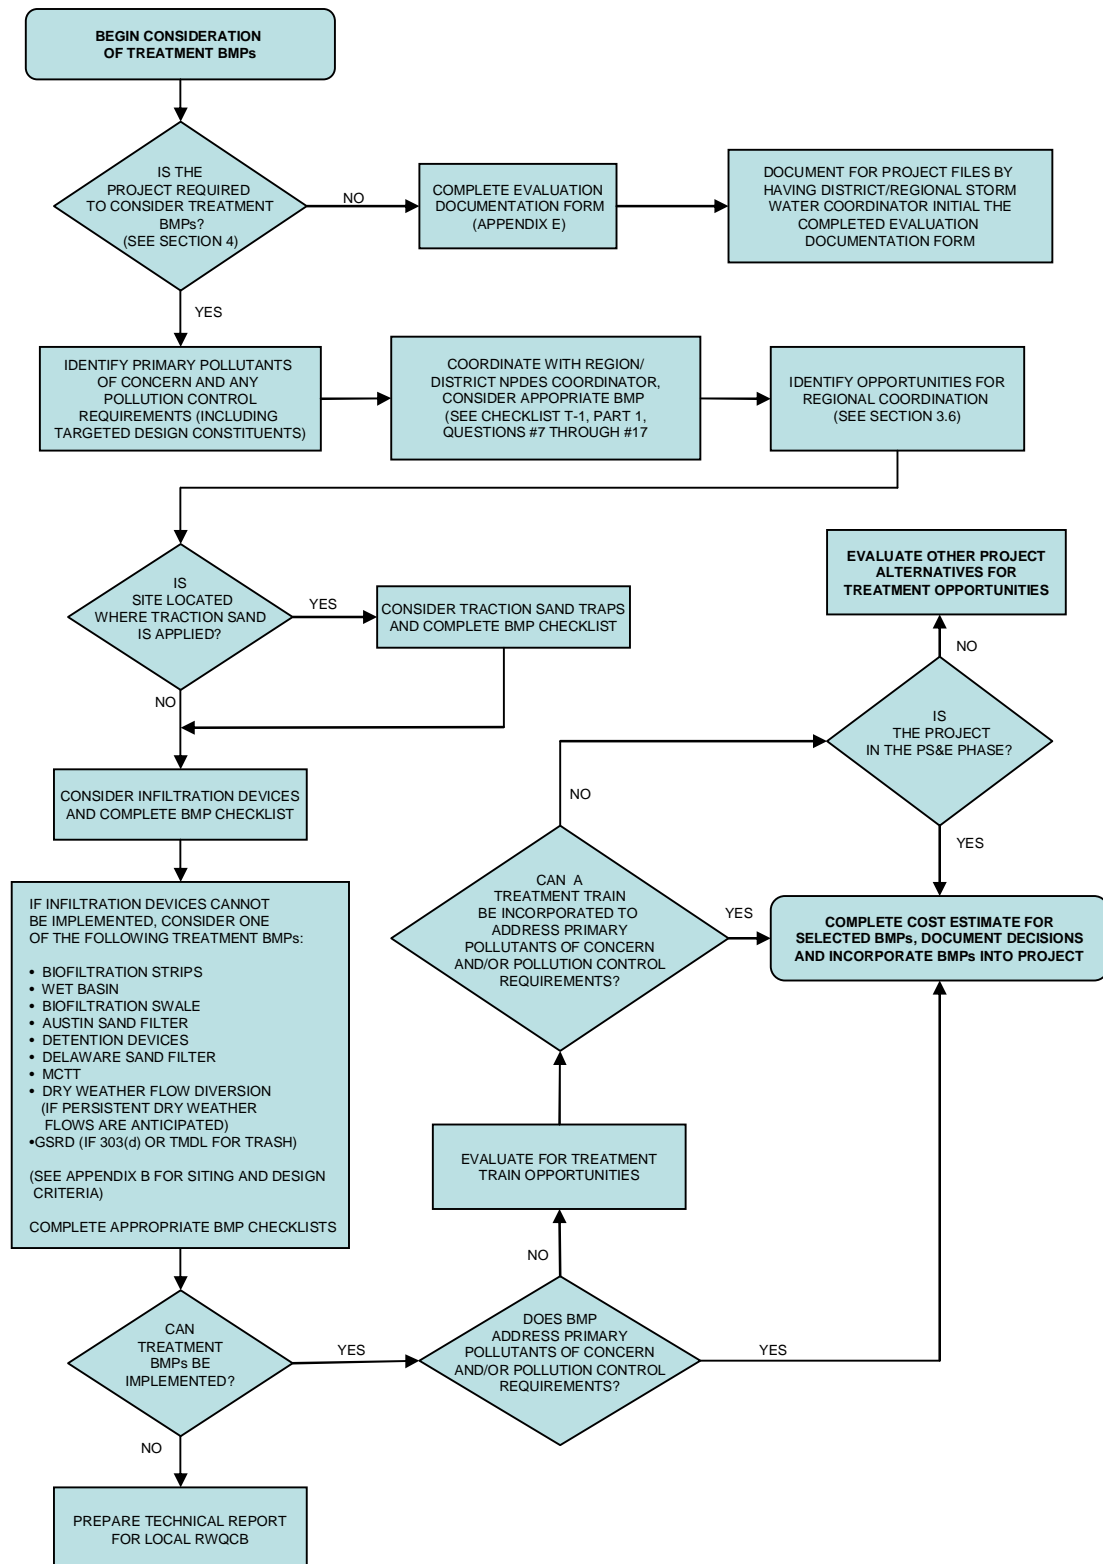 BEGIN CONSIDERATION
OF TREATMENT BMPs
IS THE
PROJECT REQUIRED
TO CONSIDER TREATMENT
BMPs?
(SEE SECTION 4)
NO
COMPLETE EVALUATION
DOCUMENTATION FORM
(APPENDIX E)
DOCUMENT FOR PROJECT FILES BY
HAVING DISTRICT/REGIONAL STORM
WATER COORDINATOR INITIAL THE
COMPLETED EVALUATION
DOCUMENTATION FORM
YES
IDENTIFY PRIMARY POLLUTANTS
OF CONCERN AND ANY
POLLUTION CONTROL
REQUIREMENTS (INCLUDING
TARGETED DESIGN CONSTITUENTS)
COORDINATE WITH REGION/
DISTRICT NPDES COORDINATOR,
CONSIDER APPOPRIATE BMP
(SEE CHECKLIST T-1, PART 1,
QUESTIONS #7 THROUGH #17
IDENTIFY OPPORTUNITIES FOR
REGIONAL COORDINATION
(SEE SECTION 3.6)
IS
SITE LOCATED
WHERE TRACTION SAND
IS APPLIED?
YES
CONSIDER TRACTION SAND TRAPS
AND COMPLETE BMP CHECKLIST
NO
EVALUATE OTHER PROJECT
ALTERNATIVES FOR
TREATMENT OPPORTUNITIES
NO
IS
THE PROJECT
IN THE PS&E PHASE?
YES
CONSIDER INFILTRATION DEVICES
AND COMPLETE BMP CHECKLIST
NO
CAN A
TREATMENT TRAIN
BE INCORPORATED TO
ADDRESS PRIMARY
POLLUTANTS OF CONCERN
AND/OR POLLUTION CONTROL
REQUIREMENTS?
YES
COMPLETE COST ESTIMATE FOR
SELECTED BMPs, DOCUMENT DECISIONS
AND INCORPORATE BMPs INTO PROJECT
IF INFILTRATION DEVICES CANNOT
BE IMPLEMENTED, CONSIDER ONE
OF THE FOLLOWING TREATMENT BMPs:
• BIOFILTRATION STRIPS
• WET BASIN
• BIOFILTRATION SWALE
• AUSTIN SAND FILTER
• DETENTION DEVICES
• DELAWARE SAND FILTER
• MCTT
• DRY WEATHER FLOW DIVERSION
(IF PERSISTENT DRY WEATHER
FLOWS ARE ANTICIPATED)
•GSRD (IF 303(d) OR TMDL FOR TRASH)
(SEE APPENDIX B FOR SITING AND DESIGN
CRITERIA)
COMPLETE APPROPRIATE BMP CHECKLISTS
EVALUATE FOR TREATMENT
TRAIN OPPORTUNITIES
NO
CAN
TREATMENT
BMPs BE
IMPLEMENTED?
YES
DOES BMP
ADDRESS PRIMARY
POLLUTANTS OF CONCERN
AND/OR POLLUTION CONTROL
REQUIREMENTS?
YES
NO
PREPARE TECHNICAL REPORT
FOR LOCAL RWQCB